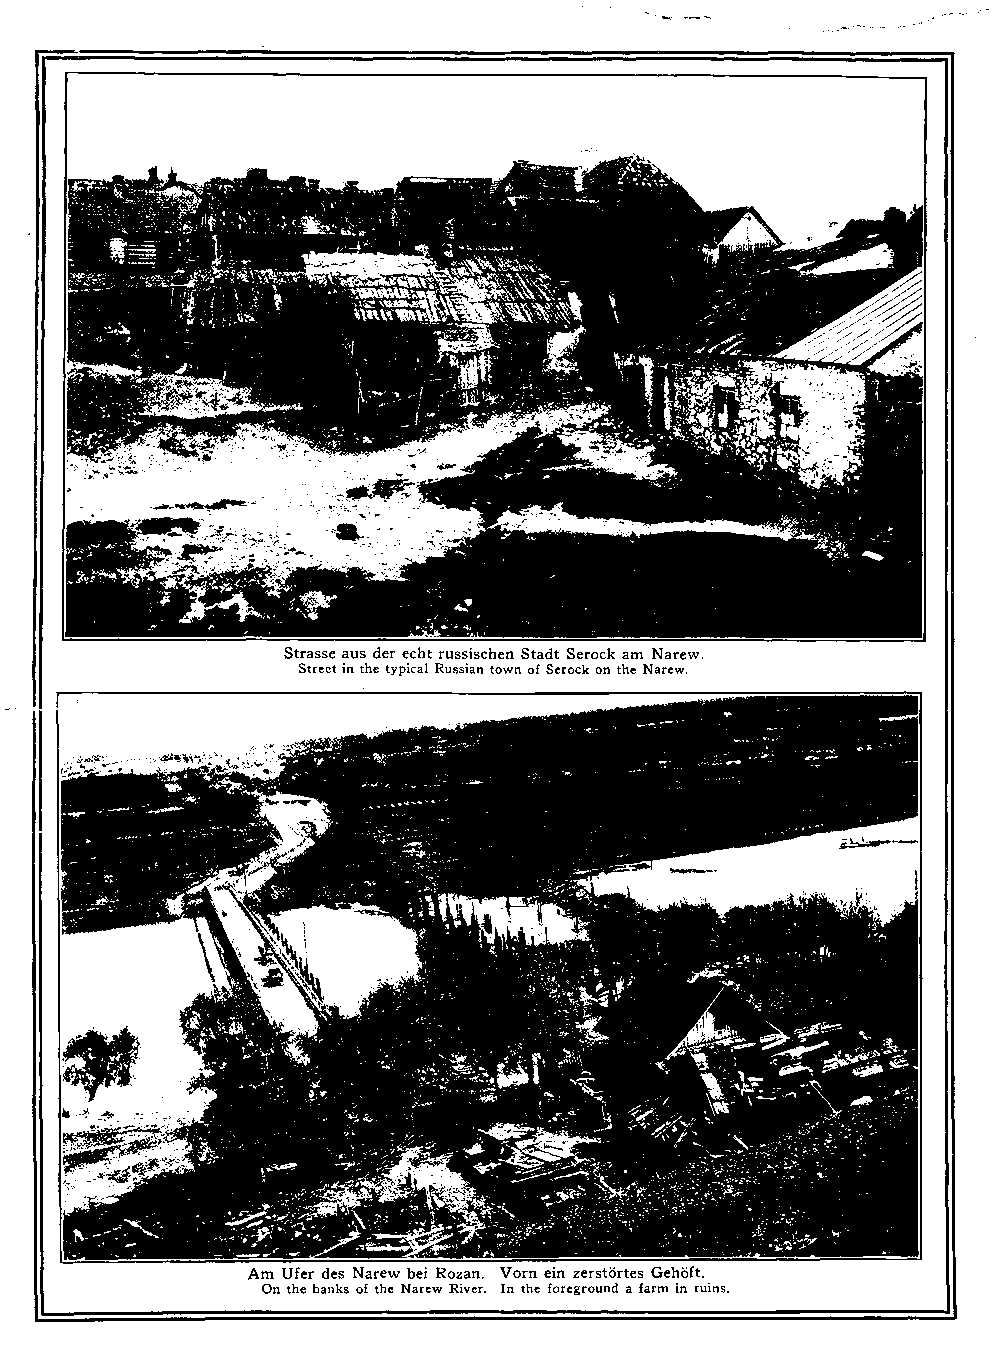 Strasse aus der echt russischen Stadt Serock am Narew.
Street in the typical Russian town of Serock on the Narew.
Am Ufer des Narew bei Rozan. Vorn ein zerstörtes Gehöft.
On the banks of the Narew River. In the foreground a farm in ruins.